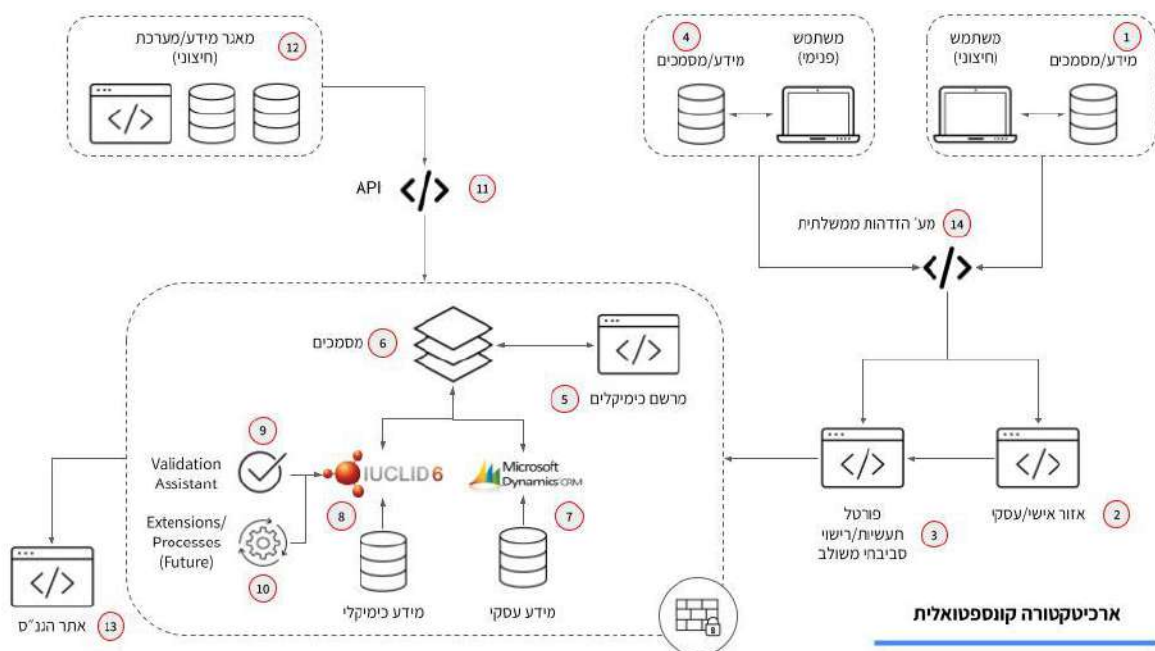 1
משתמש
(חיצוני)
מידע/מסמכים
4
משתמש
(פנימי)
מידע/מסמכים
12
מאגר מידע/מערכת
(חיצוני)
</>
API
</>
11
מע' הזדהות ממשלתית
14
</>
מסמכים
6
</>
מרשם כימיקלים
5
9
Validation
Assistant
IUCLID 6
Microsoft
Dynamics CRM
8
7
Extensions/
Processes
(Future)
10
מידע כימיקלי
מידע עסקי
</>
פורטל
תעשיות/רישוי
סביבתי משולב
3
</>
אזור אישי/עסקי
2
</>
אתר הגנ"ס
13
ארכיטקטורה קונספטואלית